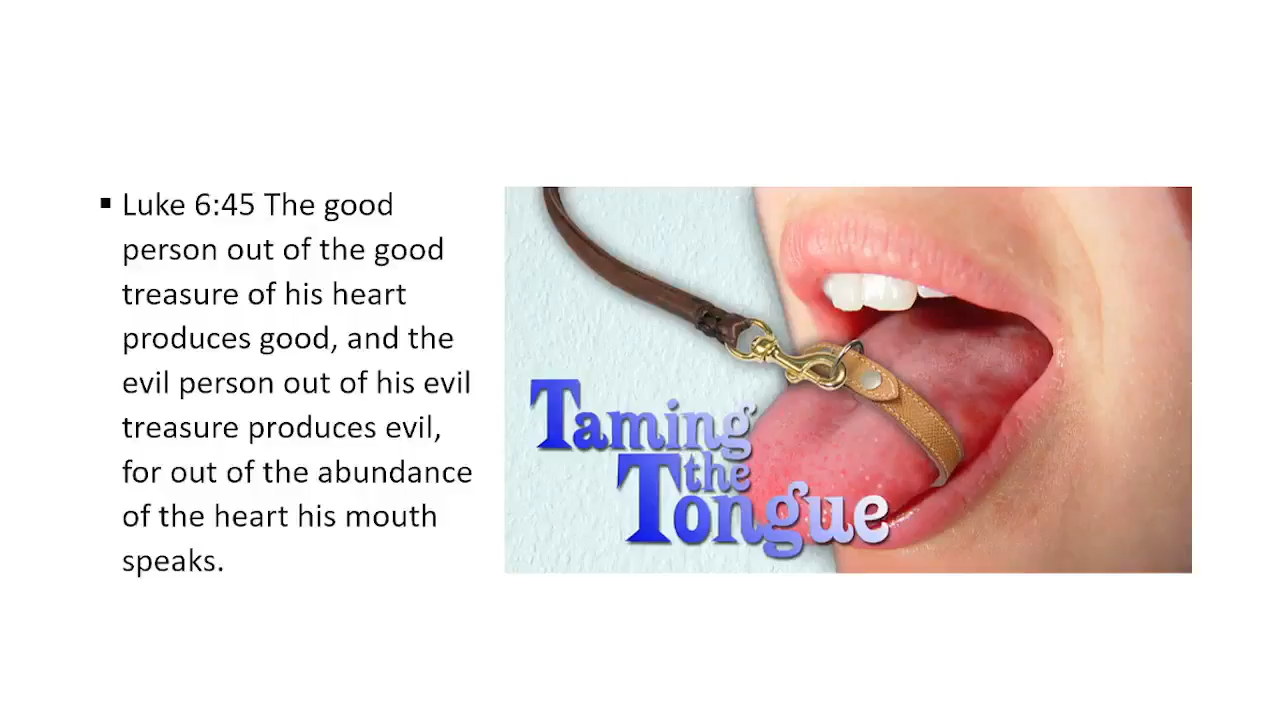 ▪ Luke 6:45 The good
person out of the good
treasure of his heart
produces good, and the
evil person out of his evil
treasure produces evil,
for out of the abundance
of the heart his mouth
speaks.
Taming
the
Tongue